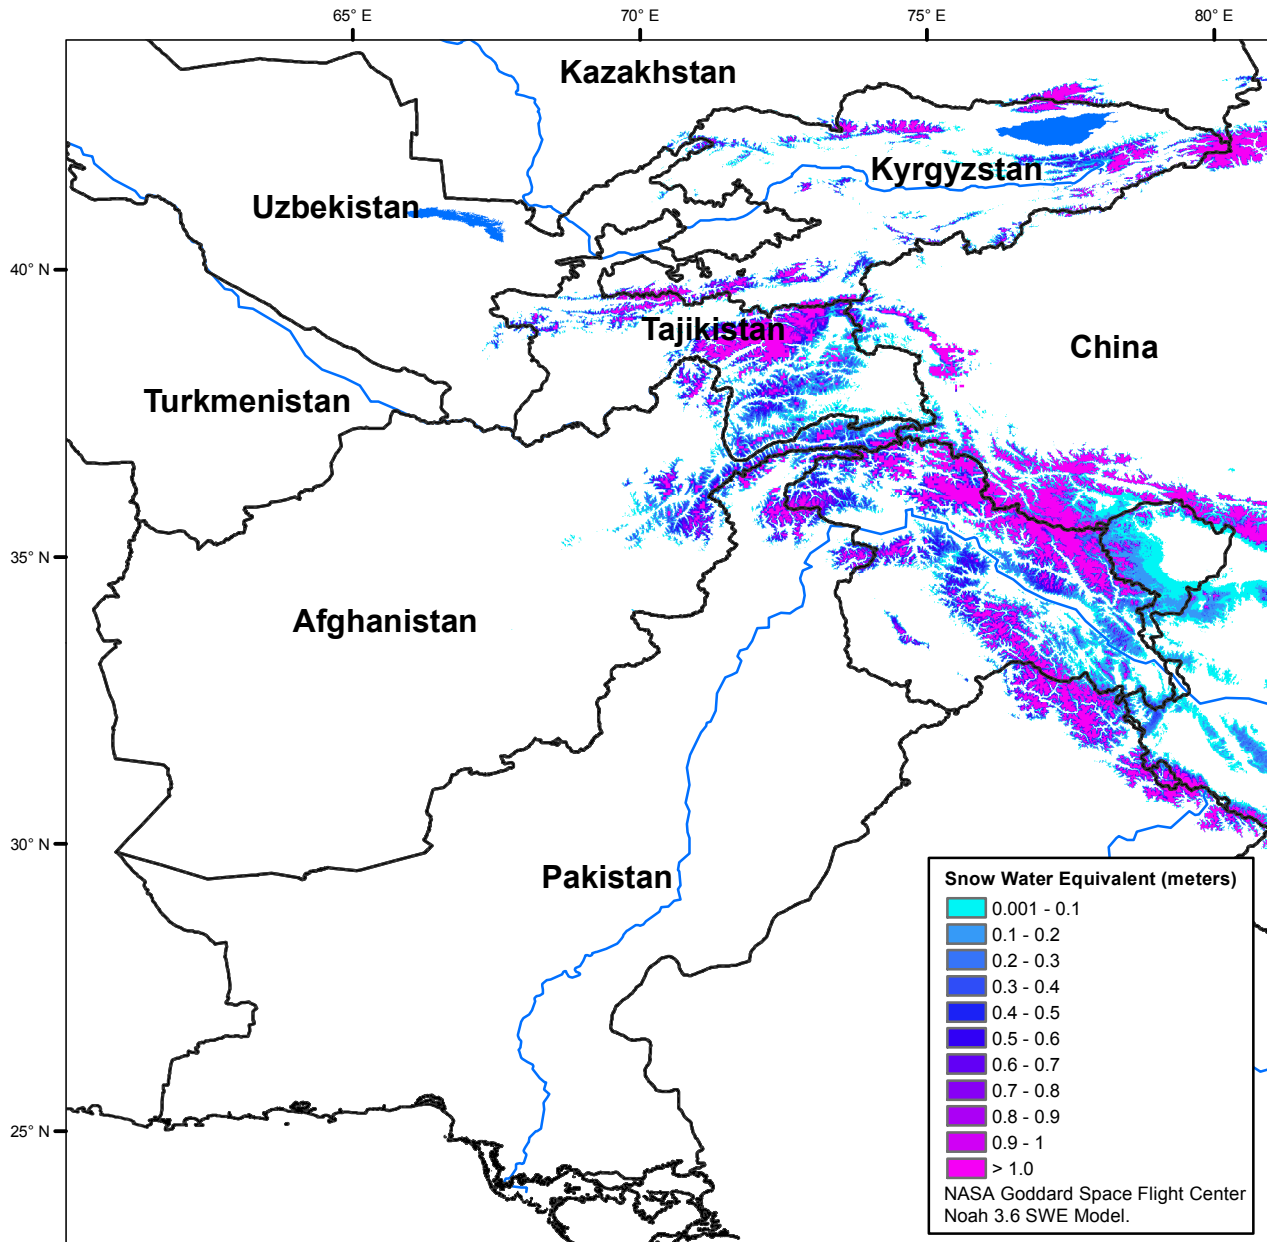 65° E
70° E
75° E
80° E
Kazakhstan
Kyrgyzstan
Uzbekistan
40° N
Tajikistan
China
Turkmenistan
35° N
Afghanistan
30° N
Pakistan
25° N
Snow Water Equivalent (meters)
0.001 - 0.1
0.1 - 0.2
0.2 - 0.3
0.3 - 0.4
0.4 - 0.5
0.5 - 0.6
0.6 - 0.7
0.7 - 0.8
0.8 - 0.9
0.9 - 1
> 1.0
NASA Goddard Space Flight Center
Noah 3.6 SWE Model.